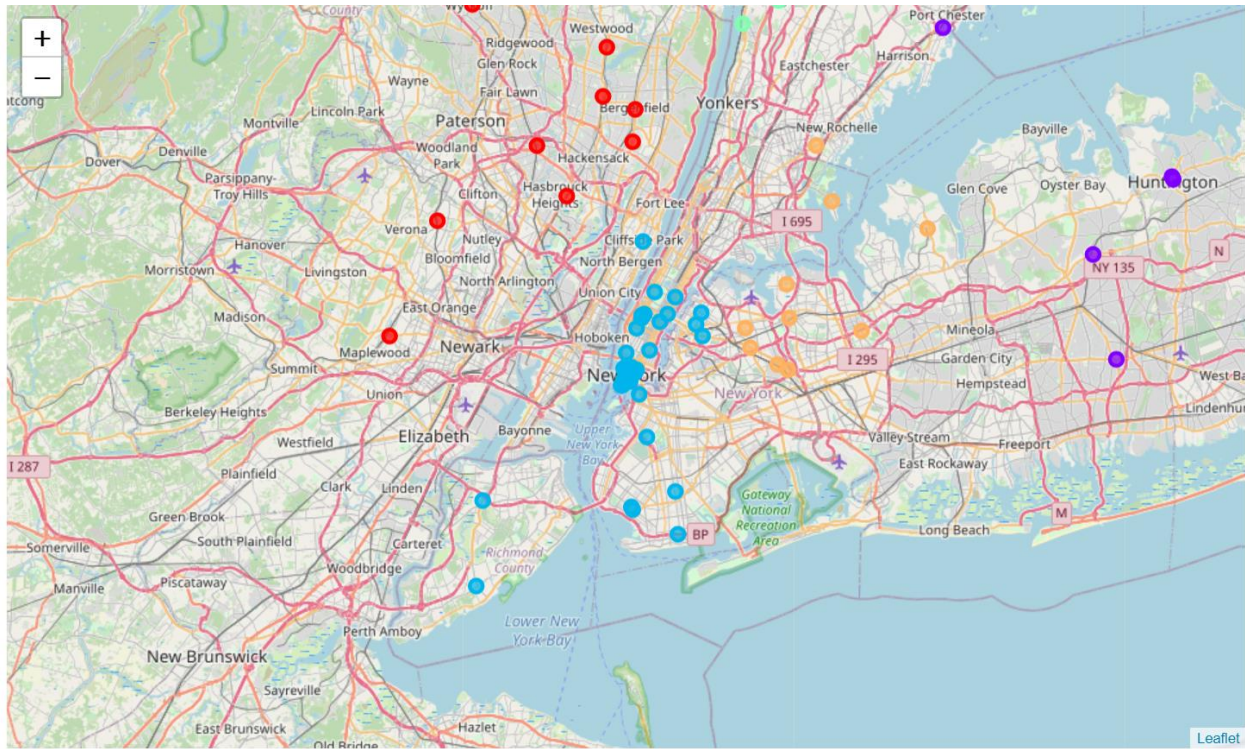 County
Wyckoff
Westwood
Port Chester
Ridgewood
Glen Rock
Eastchester
Harrison
Wayne
Fair Lawn
Lincoln Park
Bergenfield
Yonkers
Montville
Paterson
New Rochelle
Bayville
Dover
Denville
Woodland
Park
Hackensack
Parsippany-
Troy Hills
Clifton
Hasbrouck
Heights
Fort Lee
Glen Cove
Oyster Bay
Huntington
I 695
Verona
Nutley
Cliffside Park
Hanover
Bloomfield
North Bergen
N
Morristown
Livingston
North Arlington
Union City
NY 135
East Orange
Madison
Hoboken
Mineola
Maplewood
Newark
I 295
Garden City
Summit
New York
West Ba
Union
New York
Hempstead
Berkeley Heights
Lindenhu
Elizabeth
Bayonne
Upper
New York
Bay
Westfield
Valley Stream
Freeport
I 287
Plainfield
East Rockaway
Clark
Linden
Gateway
National
Recreation
Area
Green Brook
M
South Plainfield
Carteret
BP
Long Beach
Somerville
Richmond
County
Woodbridge
Piscataway
Manville
Lower New
York Bay
Perth Amboy
New Brunswick
Sayreville
East Brunswick
Hazlet
Old Bridge
Leaflet
+
−